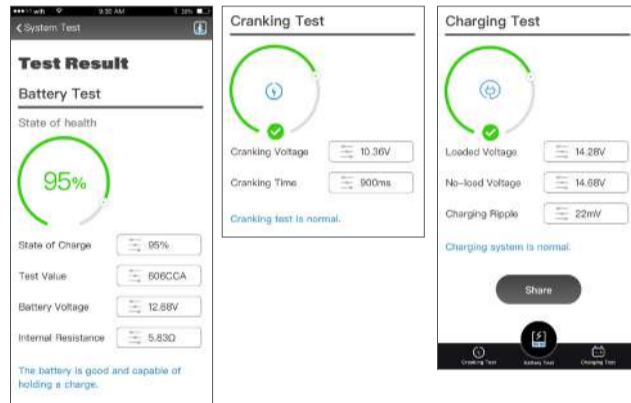 wifi 9:30 AM
System Test
Test Result
Battery Test
State of health
95%
State of Charge 95%
Test Value 606CCA
Battery Voltage 12.68V
Internal Resistance 5.83Ω
The battery is good and capable of
holding a charge.
Cranking Test
Cranking Voltage 10.36V
Cranking Time 900ms
Cranking test is normal.
Charging Test
Loaded Voltage 14.28V
No-load Voltage 14.68V
Charging Ripple 22mV
Charging system is normal.
Share
Cranking Test Battery Test Charging Test